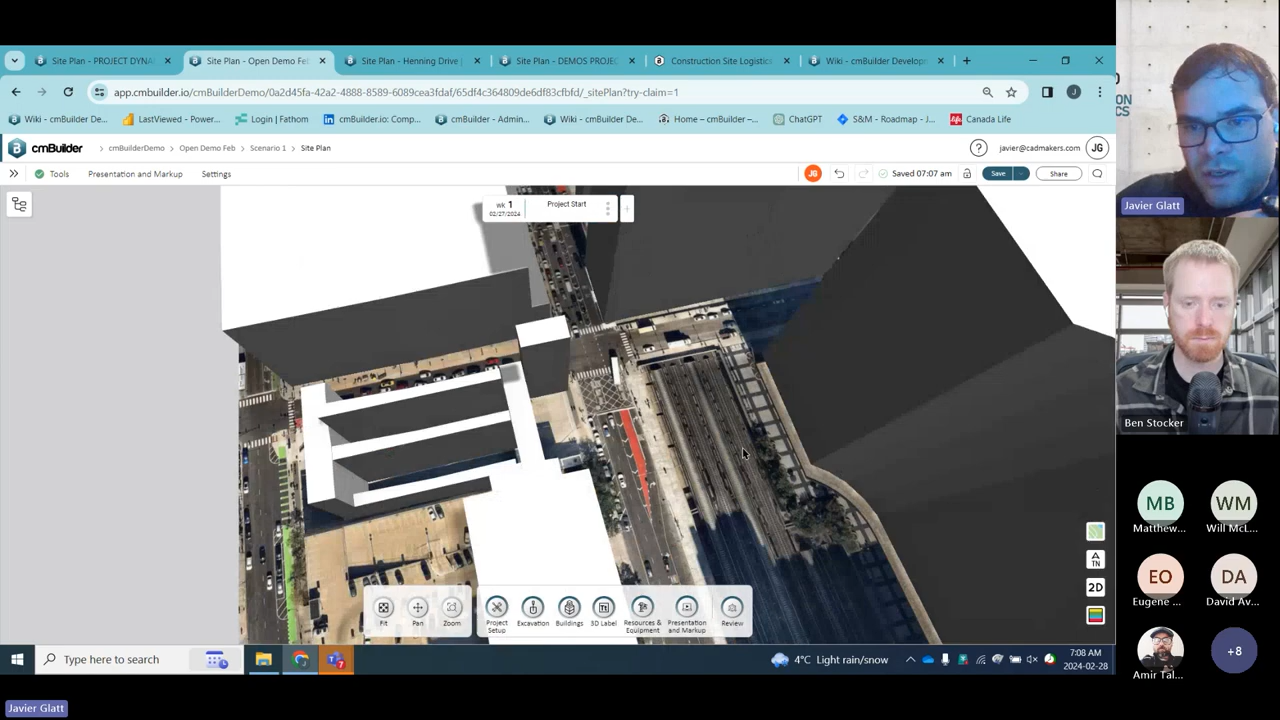 Site Plan - PROJECT DYNA
Site Plan - Open Demo Fe
Site Plan - Henning Drive
Site Plan - DEMOS PROJEC
Construction Site Logistics
Wiki - cmBuilder Develop
app.cmbuilder.io/cmBuilderDemo/0a2d45fa-42a2-4888-8589-6089cea3fdaf/65df4c364809de6df83cfbfd/_sitePlan?try-claim=1
Wiki - cmBuilder De...
LastViewed - Power...
Login | Fathom
cmBuilder.io: Comp...
cmBuilder - Admin...
Wiki - cmBuilder De...
Home – cmBuilder –...
ChatGPT
S&M - Roadmap - J...
Canada Life
cmBuilder
cmBuilderDemo
Open Demo Feb
Scenario 1
Site Plan
javier@cadmakers.com
JG
Tools
Presentation and Markup
Settings
JG
Saved 07:07 am
Save
Share
wk 1
02/27/2024
Project Start
TN
2D
Fit
Pan
Zoom
Project
Setup
Excavation
Buildings
3D Label
Resources &
Equipment
Presentation
and Markup
Review
Type here to search
4°C Light rain/snow
7:08 AM
2024-02-28
Javier Glatt
Ben Stocker
MB
Matthew...
WM
Will McL...
EO
Eugene ...
DA
David Av...
Amir Tal...
+8
Javier Glatt